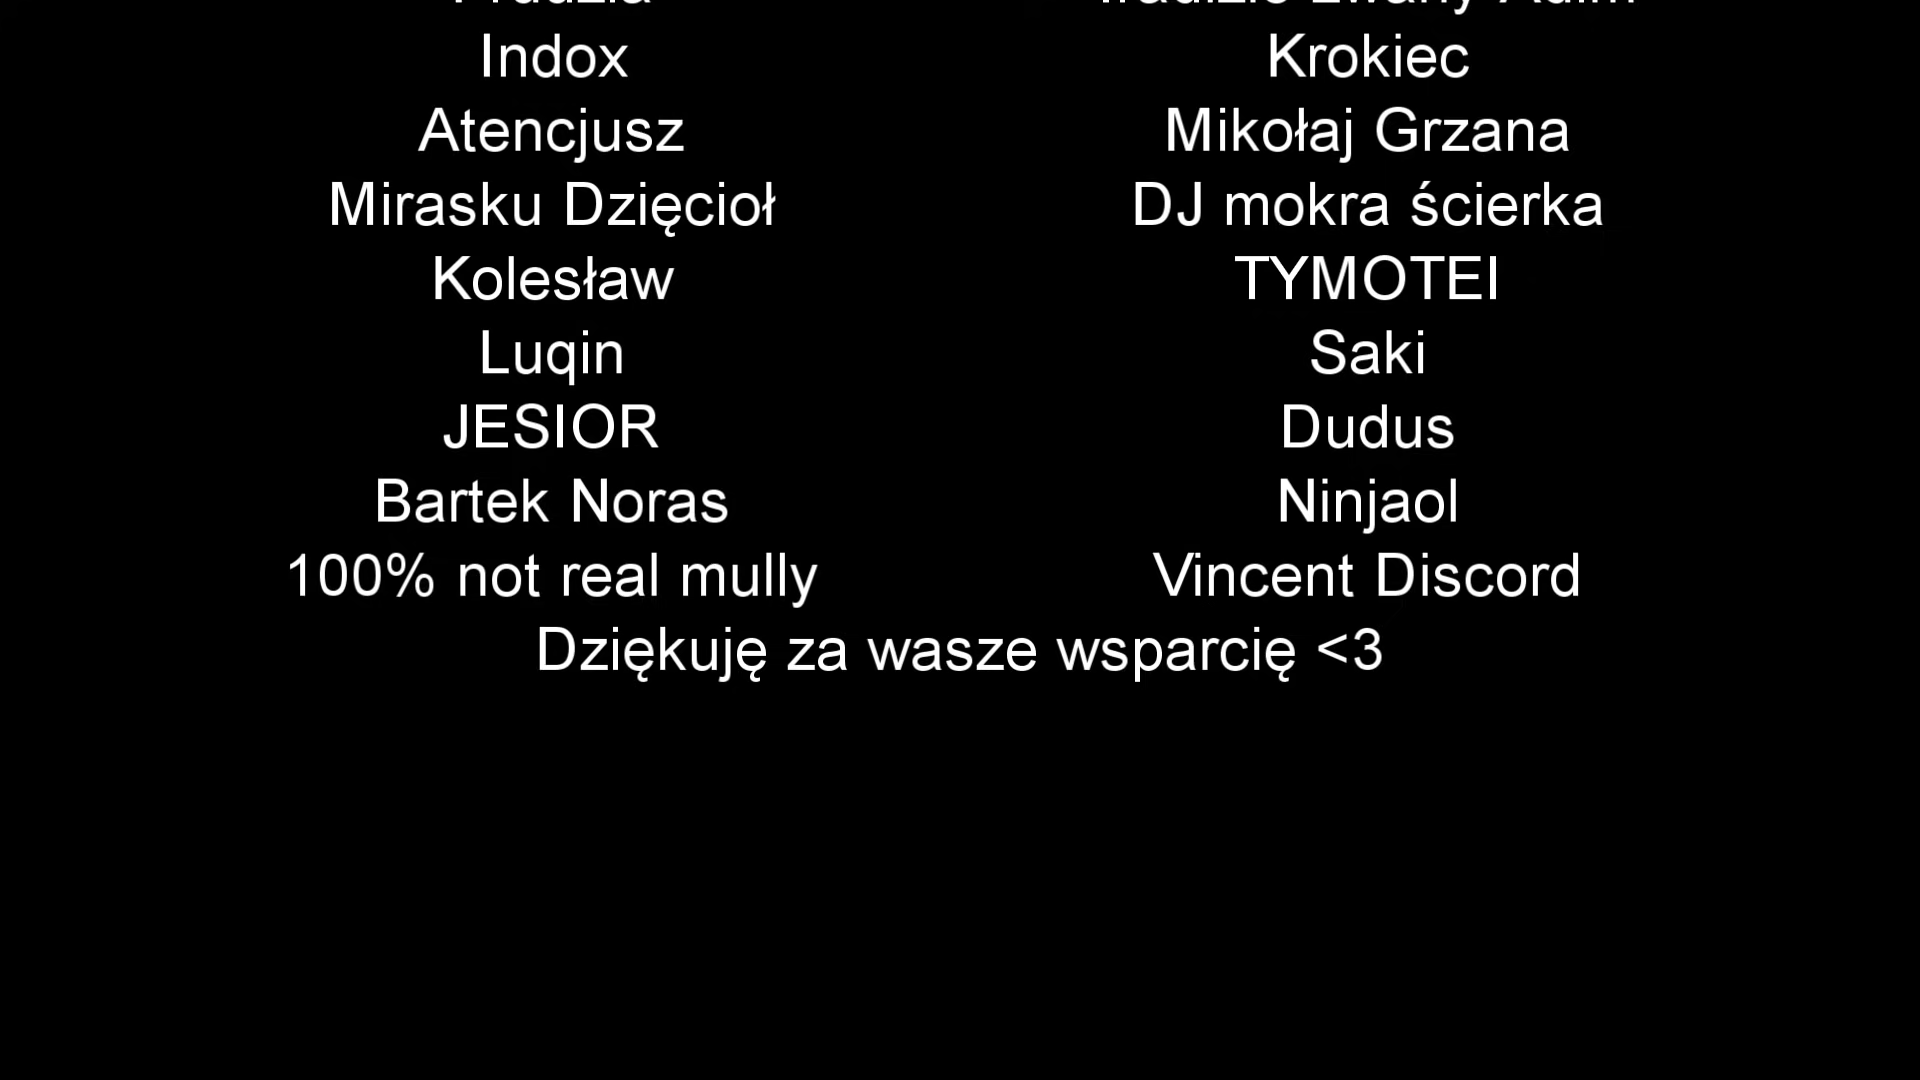 Indox Krokiec
Atencjusz Mikołaj Grzana
Mirasku Dzięcioł DJ mokra ścierka
Kolesław TYMOTEI
Luqin Saki
JESIOR Dudus
Bartek Noras Ninjaol
100% not real mully Vincent Discord
Dziękuję za wasze wsparcię <3